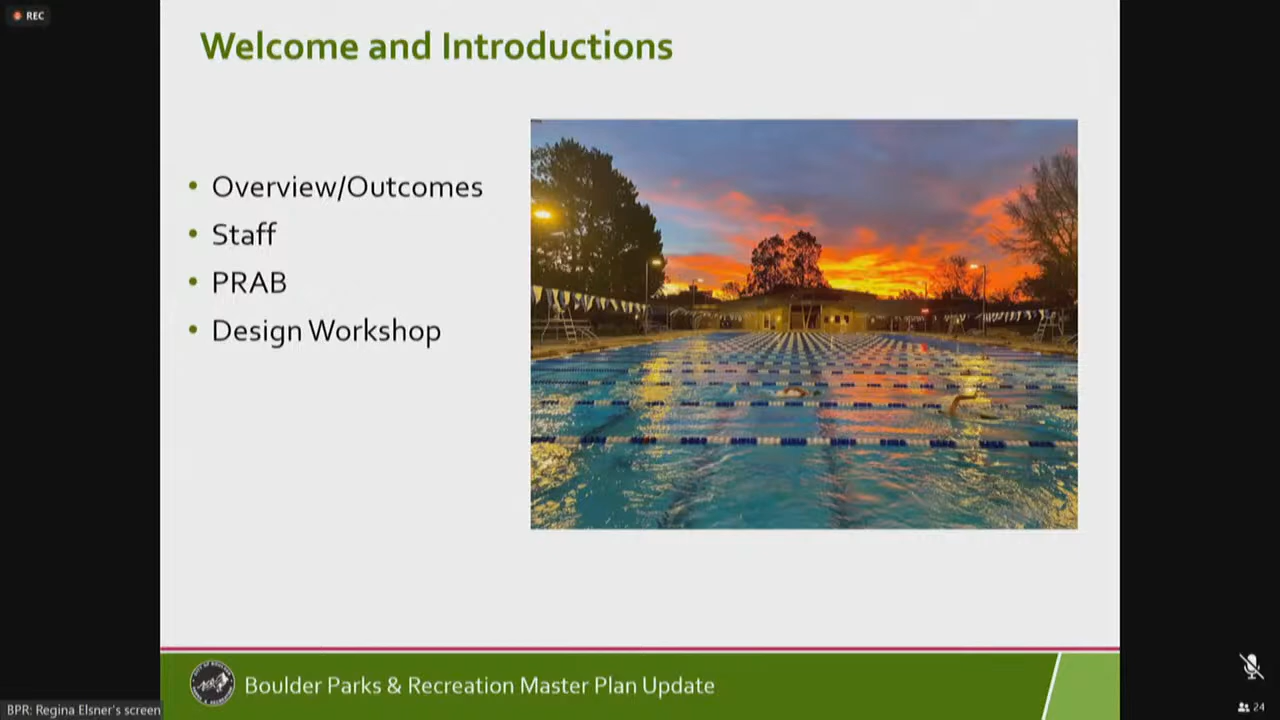 REC
Welcome and Introductions
• Overview/Outcomes
• Staff
• PRAB
• Design Workshop
Boulder Parks & Recreation Master Plan Update
BPR: Regina Elsner's screen
24